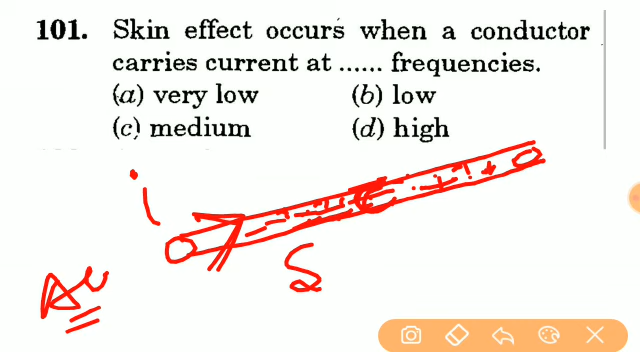 101. Skin effect occurs when a conductor
carries current at ...... frequencies.
(a) very low (b) low
(c) medium (d) high
i
S